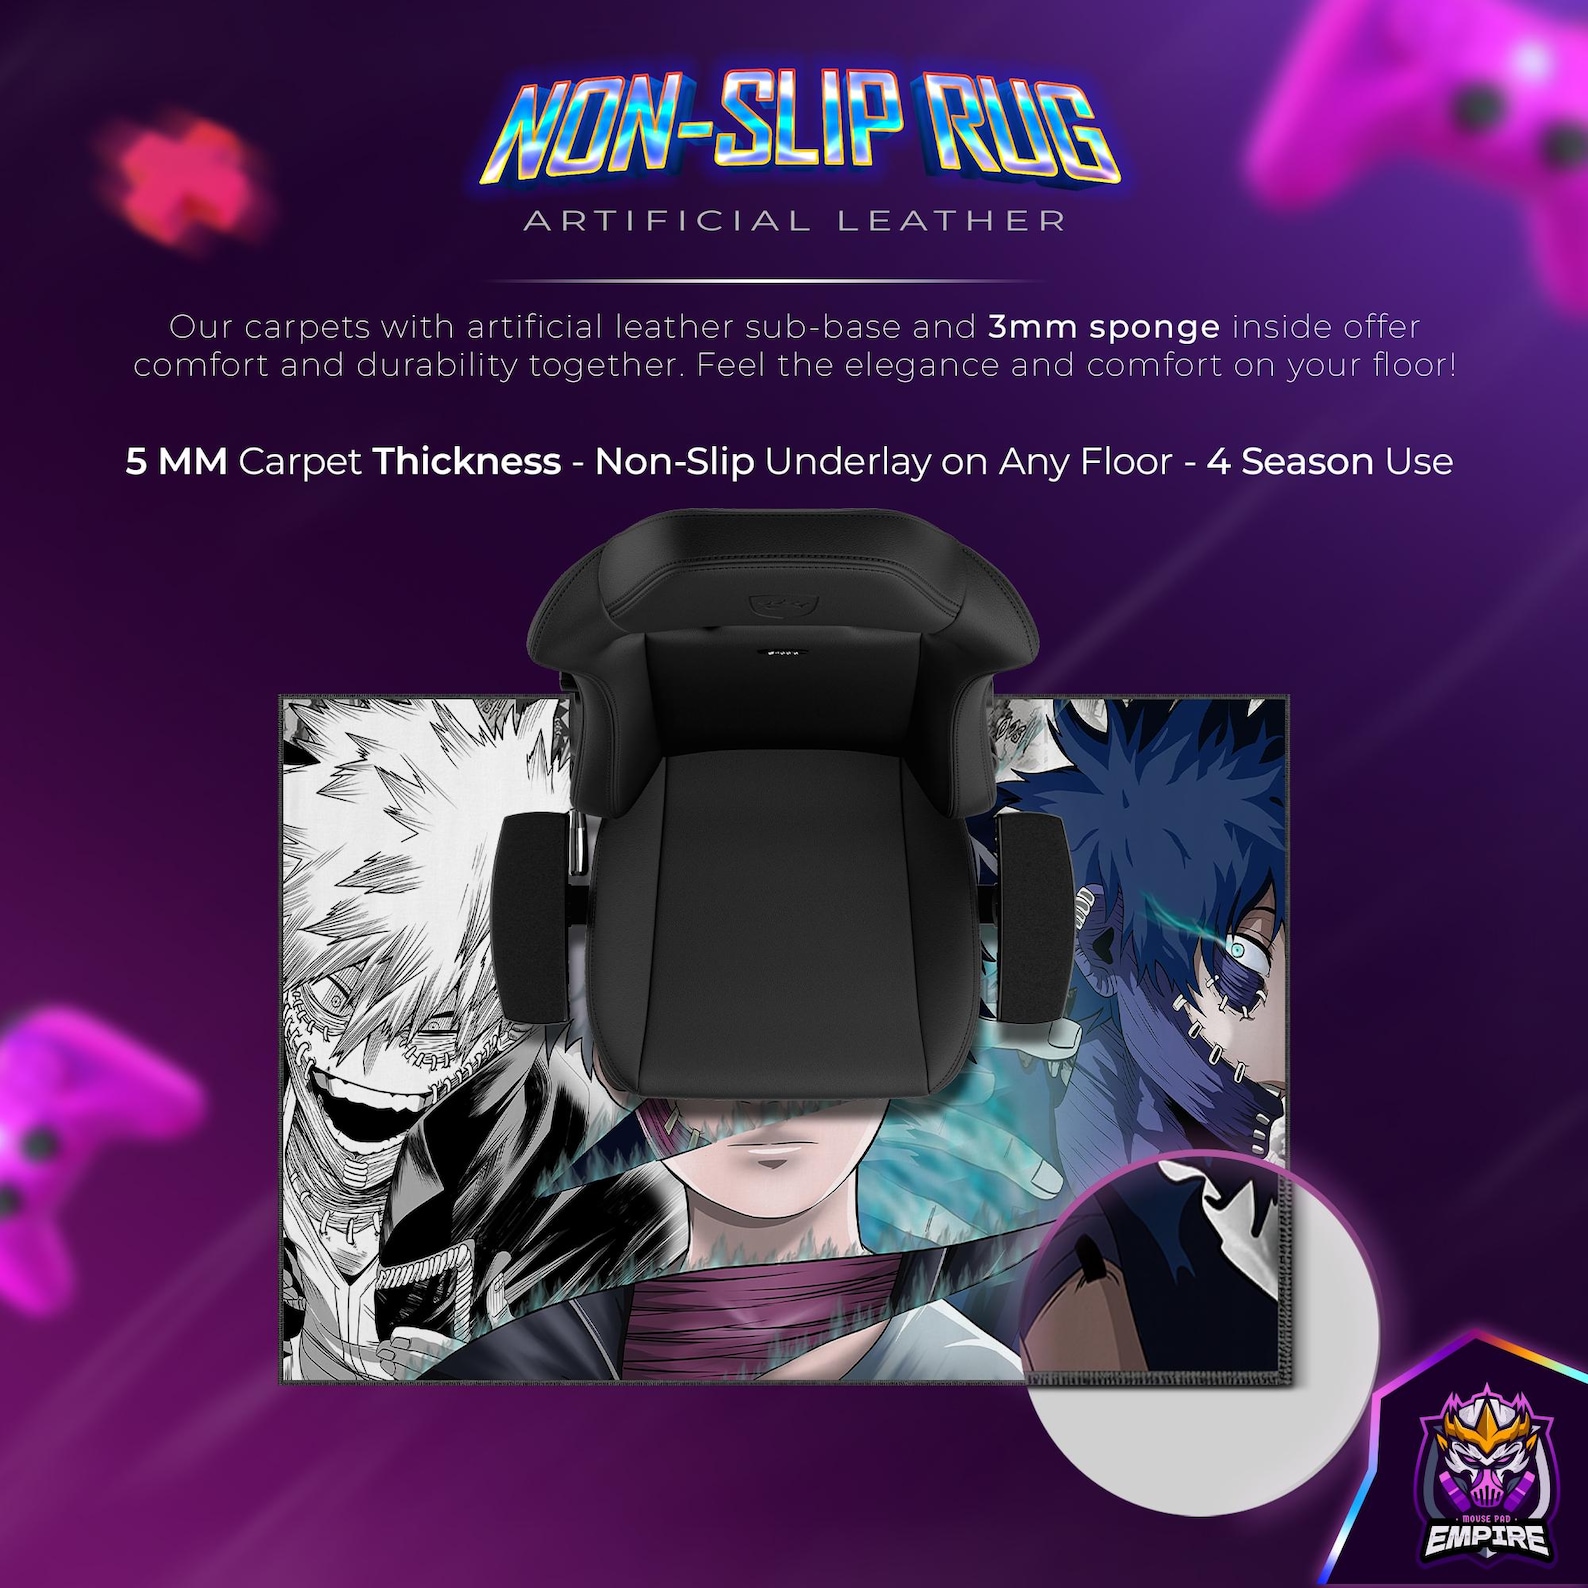 NON-SLIP RUG
ARTIFICIAL LEATHER
Our carpets with artificial leather sub-base and 3mm sponge inside offer
comfort and durability together. Feel the elegance and comfort on your floor!
5 MM Carpet Thickness - Non-Slip Underlay on Any Floor - 4 Season Use
MOUSE PAD
EMPIRE